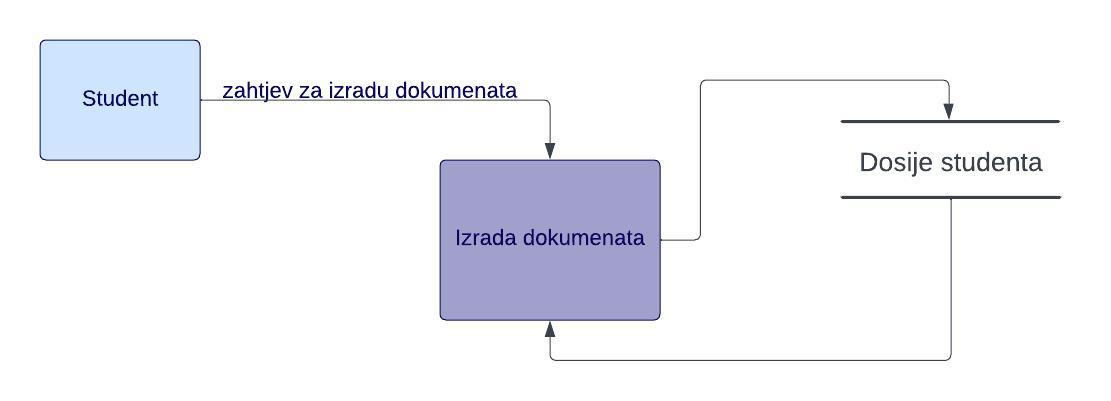 Student
zahtjev za izradu dokumenata
Dosije studenta
Izrada dokumenata